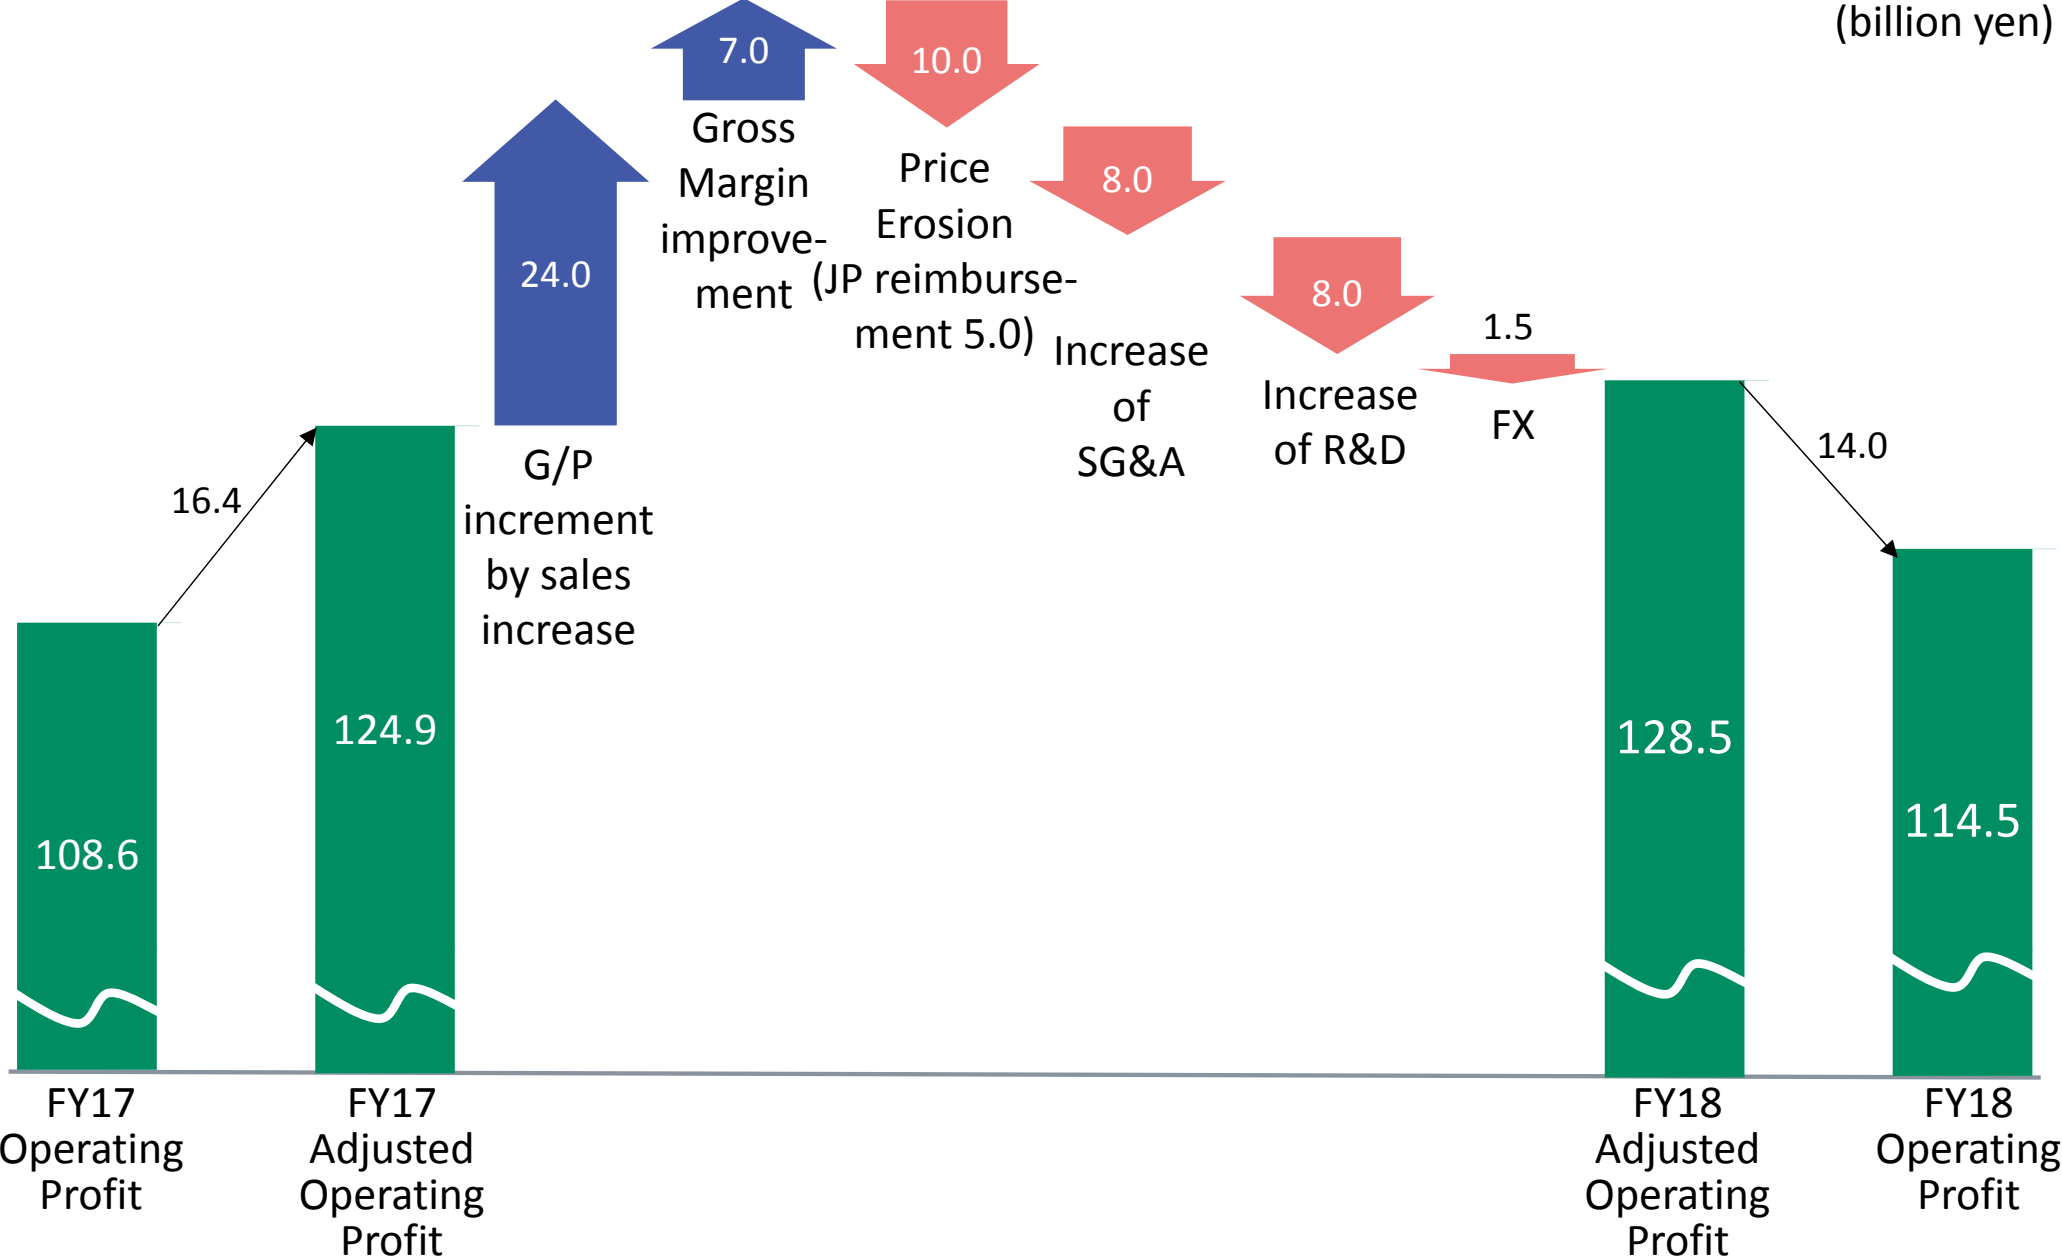 (billion yen)
7.0
Gross
Margin
improve-
ment
10.0
Price
Erosion
(JP reimburse-
ment 5.0)
8.0
Increase
of
SG&A
8.0
Increase
of R&D
1.5
FX
24.0
G/P
increment
by sales
increase
16.4
14.0
108.6
124.9
128.5
114.5
FY17
Operating
Profit
FY17
Adjusted
Operating
Profit
FY18
Adjusted
Operating
Profit
FY18
Operating
Profit